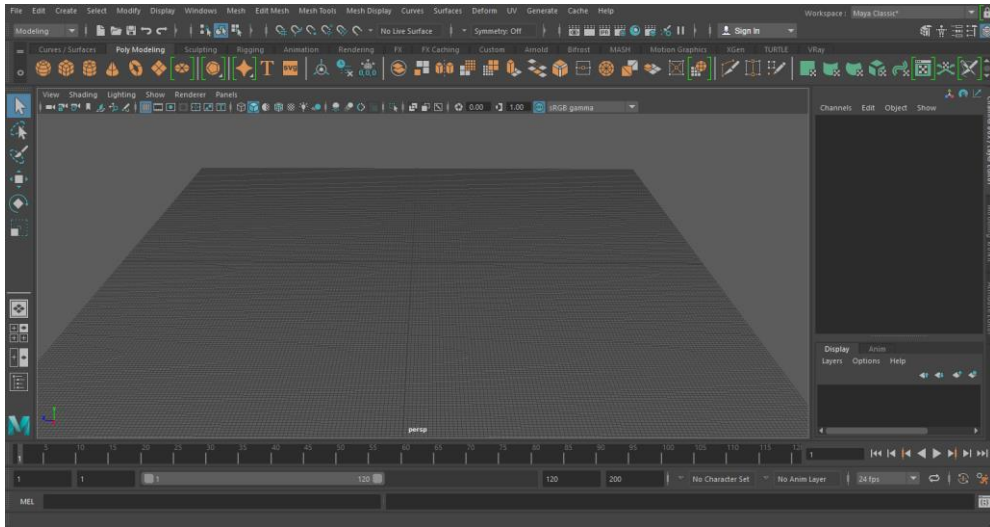 File Edit Create Select Modify Display Windows Mesh Edit Mesh Mesh Tools Mesh Display Curves Surfaces Deform UV Generate Cache Help Workspace: Maya Classic*
Modeling No Live Surface Symmetry: Off Sign In
Curves / Surfaces Poly Modeling Sculpting Rigging Animation Rendering FX FX Caching Custom Arnold Bifrost MASH Motion Graphics XGen TURTLE VRay
View Shading Lighting Show Renderer Panels
0.00 1.00 sRGB gamma
Channels Edit Object Show
persp
Display Anim
Layers Options Help
1 5 10 15 20 25 30 35 40 45 50 55 60 65 70 75 80 85 90 95 100 105 110 115 1
1 1 1 120 120 200 No Character Set No Anim Layer 24 fps
MEL